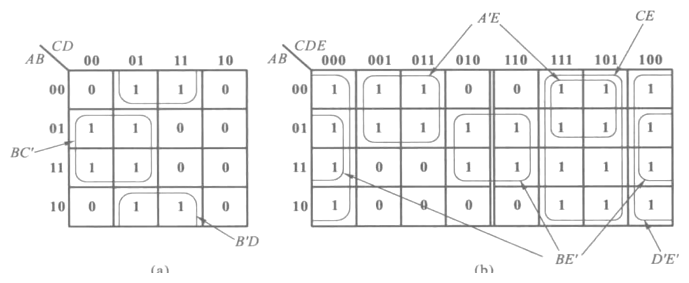 CD
AB
00 01 11 10
00 0 1 1 0
01 1 1 0 0
11 1 1 0 0
10 0 1 1 0
BC'
B'D
(a)
A'E
CE
CDE
AB
000 001 011 010 110 111 101 100
00 1 1 1 0 0 1 1 1
01 1 1 1 1 1 1 1 1
11 1 0 0 1 1 1 1 1
10 1 0 0 0 0 1 1 1
BE'
D'E'
(b)